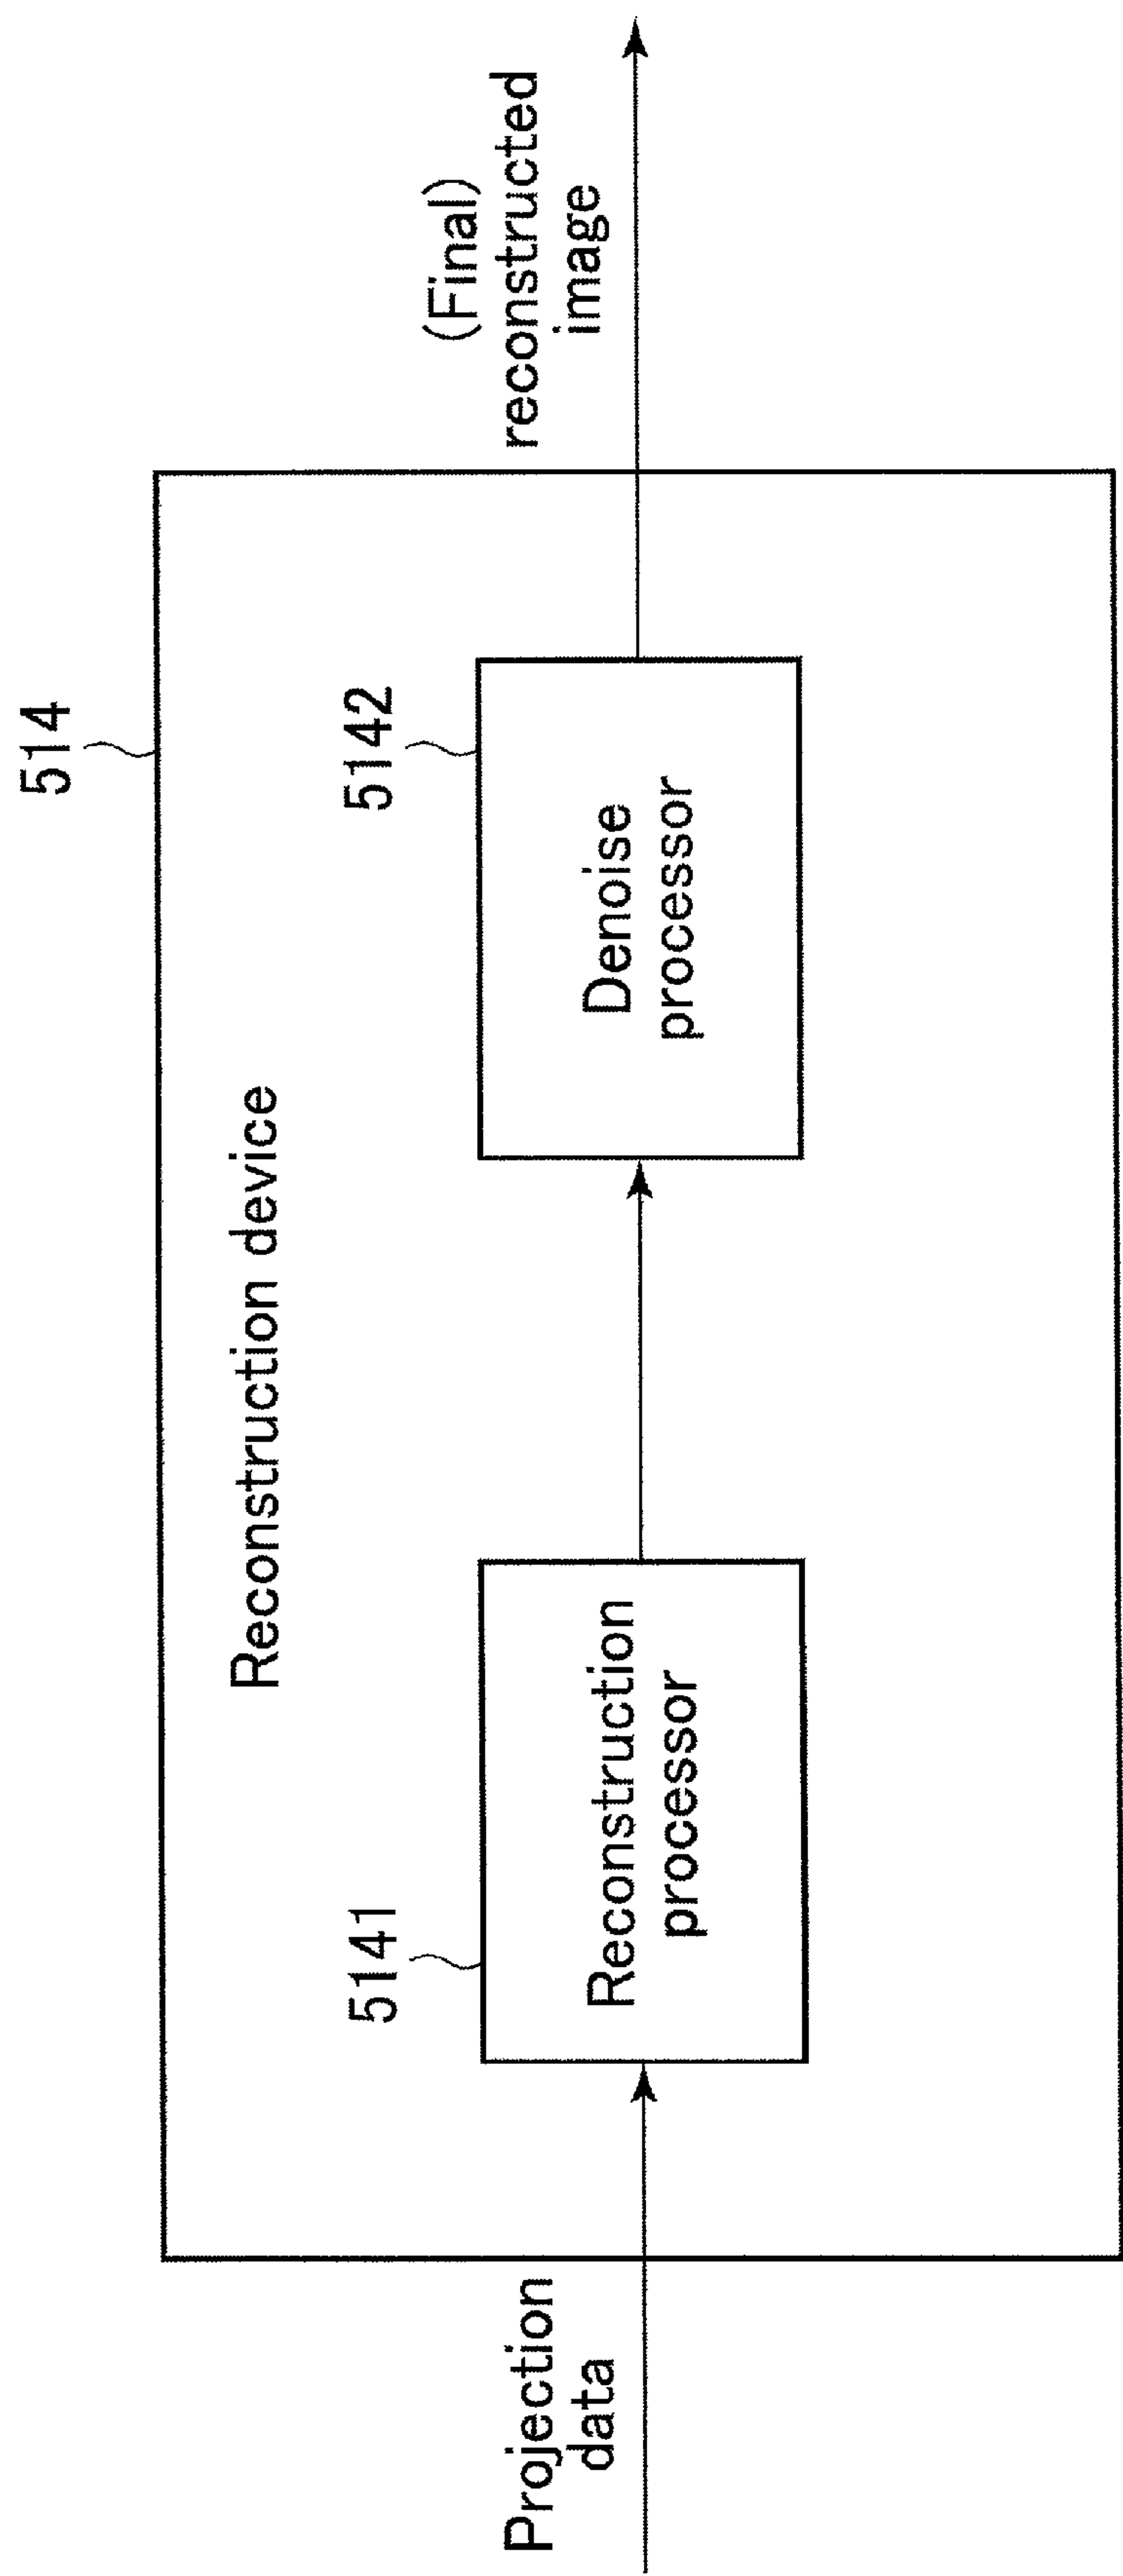 514
Reconstruction device
5141
Reconstruction
processor
5142
Denoise
processor
Projection
data
(Final)
reconstructed
image